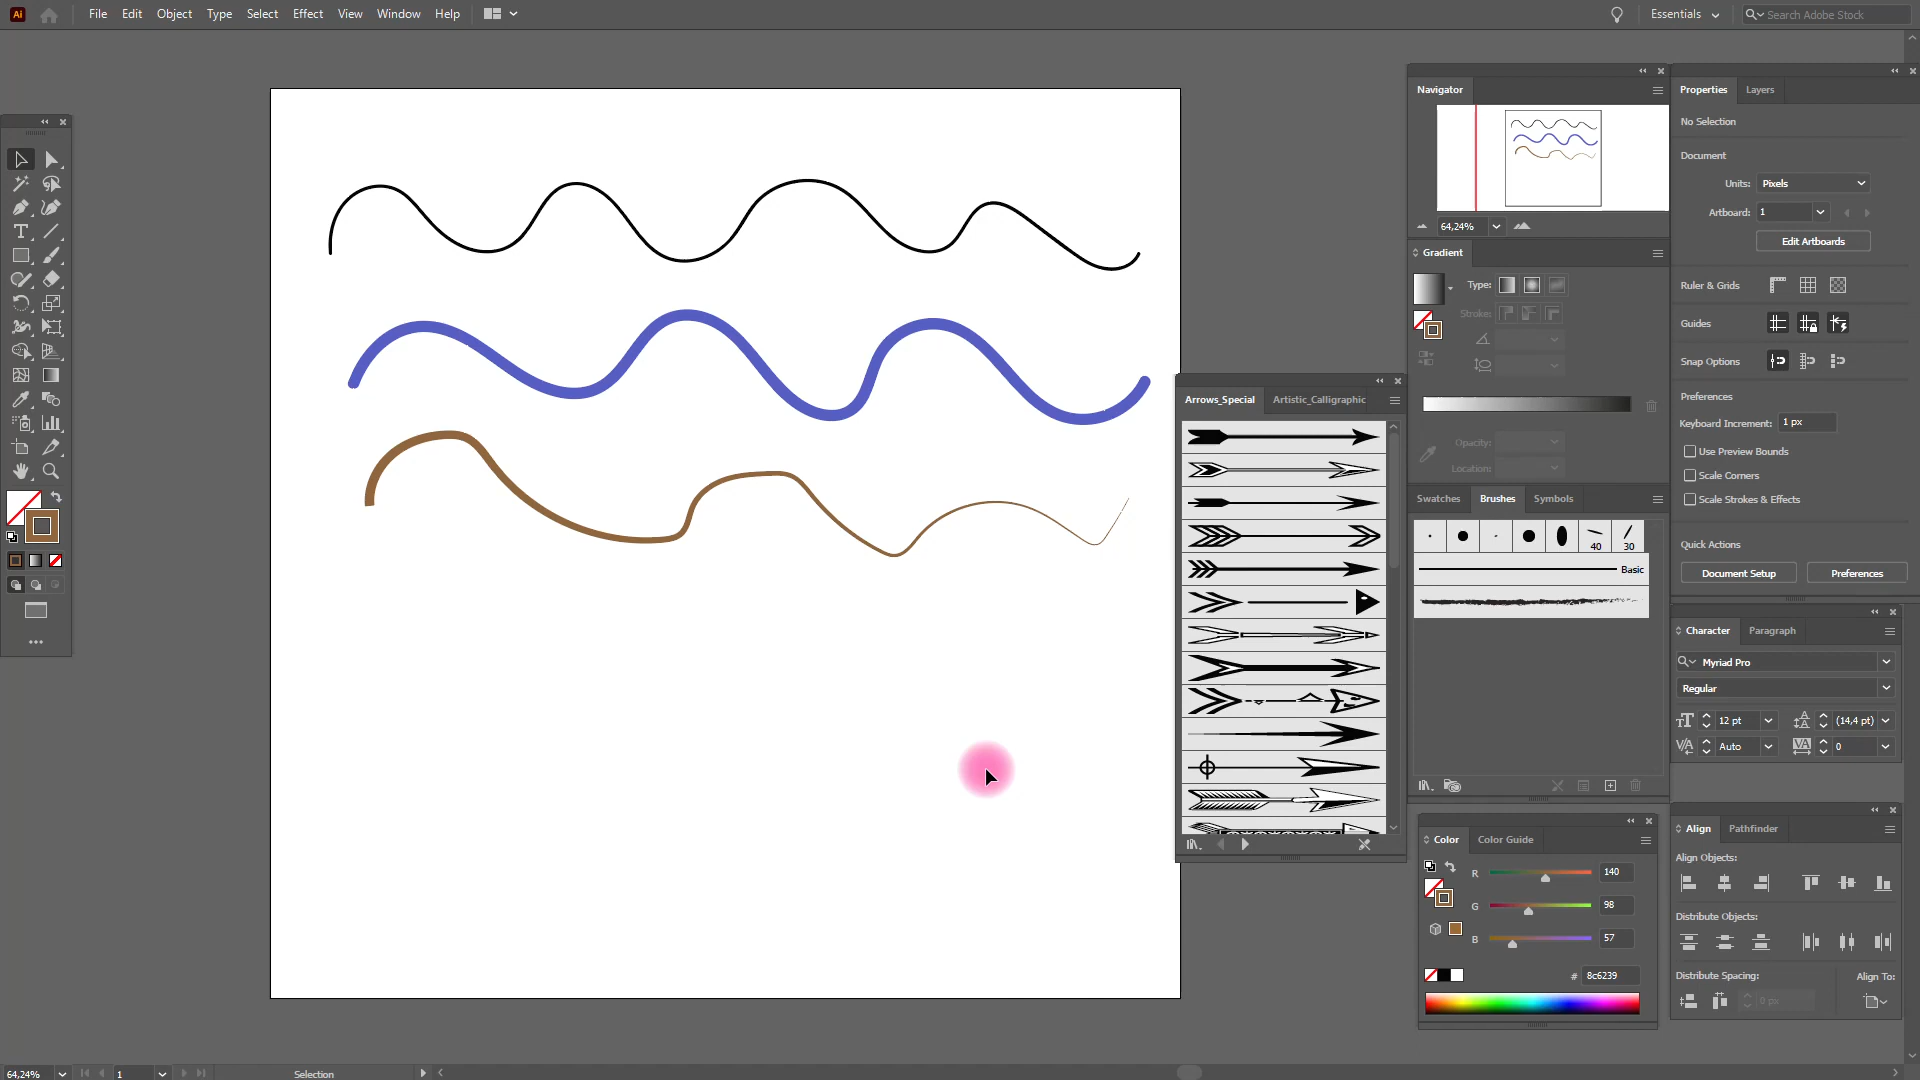 Ai File Edit Object Type Select Effect View Window Help Essentials Search Adobe Stock
Navigator
64,24%
Gradient
Type:
Stroke:
Opacity:
Location:
Swatches Brushes Symbols
40 30
Basic
Arrows_Special Artistic_Calligraphic
Color Color Guide
R 140
G 98
B 57
# 8c6239
Properties Layers
No Selection
Document
Units: Pixels
Artboard: 1
Edit Artboards
Ruler & Grids
Guides
Snap Options
Preferences
Keyboard Increment: 1 px
Use Preview Bounds
Scale Corners
Scale Strokes & Effects
Quick Actions
Document Setup Preferences
Character Paragraph
Myriad Pro
Regular
12 pt (14,4 pt)
Auto 0
Align Pathfinder
Align Objects:
Distribute Objects:
Distribute Spacing: Align To:
0 px
64,24% 1 Selection